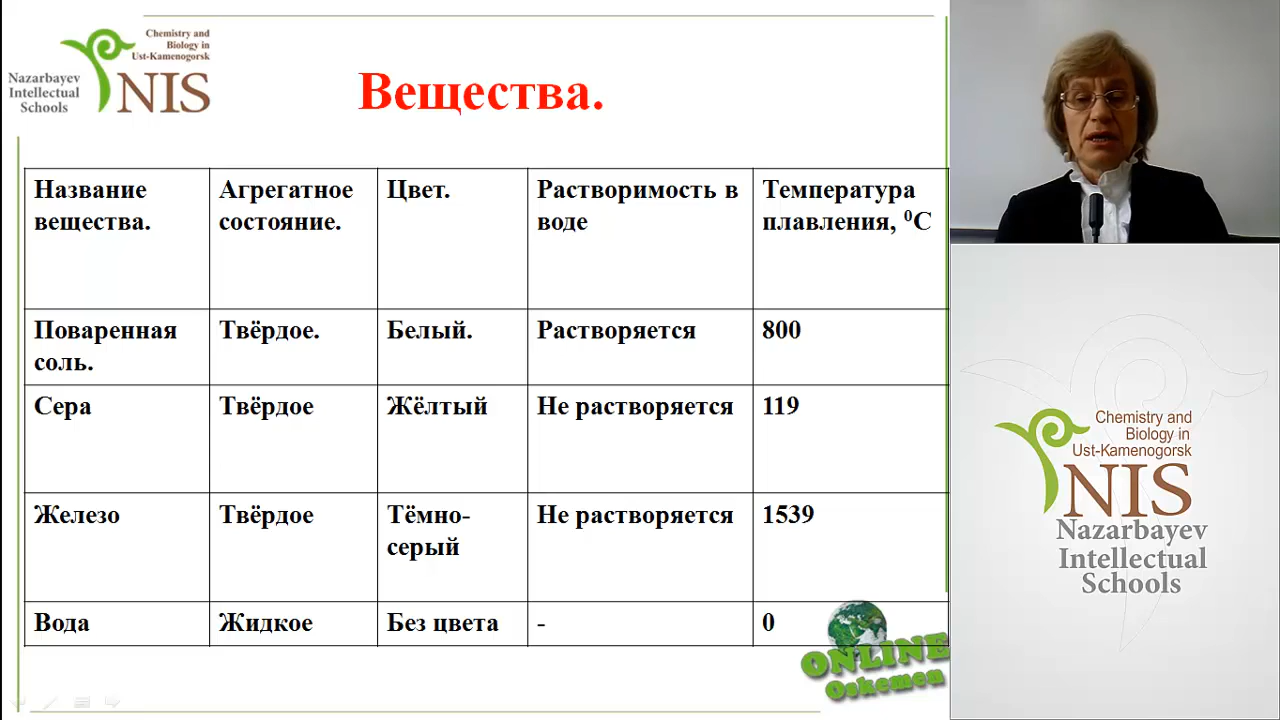 Chemistry and
Biology in
Ust-Kamenogorsk
Nazarbayev
Intellectual
Schools
NIS
Вещества.
Название вещества.
Агрегатное состояние.
Цвет.
Растворимость в воде
Температура плавления, ⁰С
Поваренная соль.
Твёрдое.
Белый.
Растворяется
800
Сера
Твёрдое
Жёлтый
Не растворяется
119
Железо
Твёрдое
Тёмно-серый
Не растворяется
1539
Вода
Жидкое
Без цвета
-
0
ONLINE
Oskemen
Chemistry and
Biology in
Ust-Kamenogorsk
NIS
Nazarbayev
Intellectual
Schools